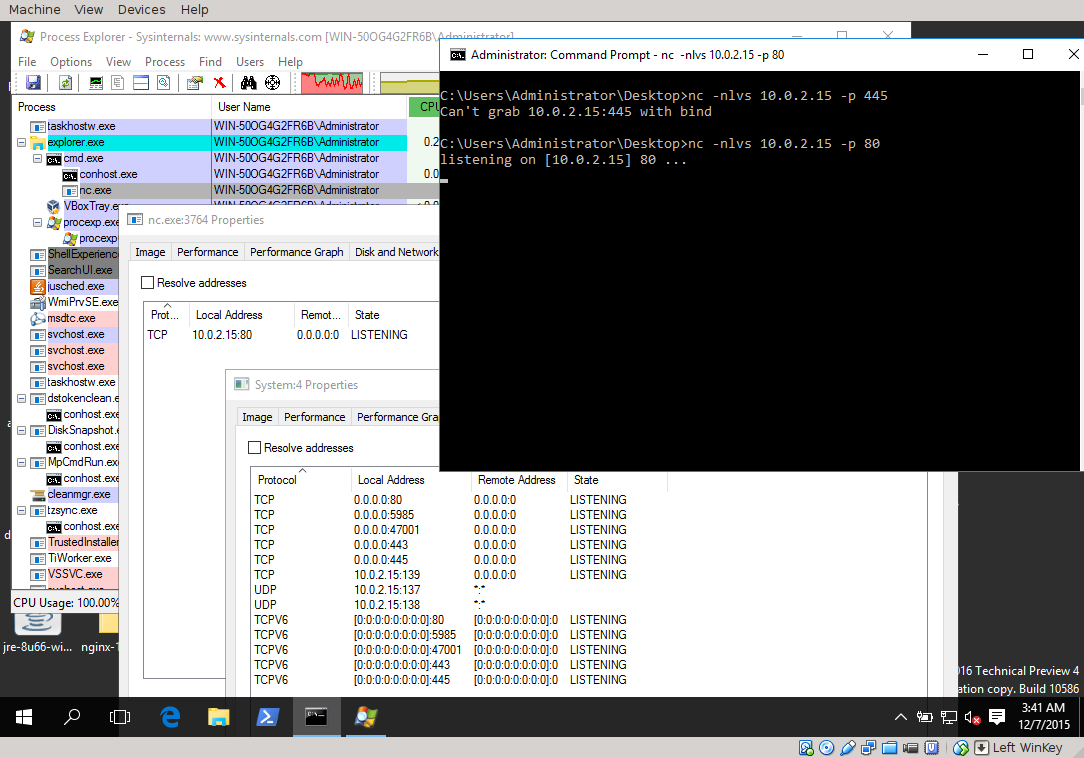 Machine View Devices Help
Process Explorer - Sysinternals: www.sysinternals.com [WIN-50OG4G2FR6B\Administrator]
File Options View Process Find Users Help
Process User Name CPU
taskhostw.exe WIN-50OG4G2FR6B\Administrator
explorer.exe WIN-50OG4G2FR6B\Administrator 0.2
cmd.exe WIN-50OG4G2FR6B\Administrator
conhost.exe WIN-50OG4G2FR6B\Administrator 0.0
nc.exe WIN-50OG4G2FR6B\Administrator
VBoxTray.exe
procexp.exe
procexp
ShellExperience
SearchUI.exe
jusched.exe
WmiPrvSE.exe
msdtc.exe
svchost.exe
svchost.exe
svchost.exe
taskhostw.exe
dstokenclean.e
conhost.exe
DiskSnapshot.
conhost.exe
MpCmdRun.exe
conhost.exe
cleanmgr.exe
tzsync.exe
conhost.exe
TrustedInstaller
TiWorker.exe
VSSVC.exe
CPU Usage: 100.00%
Administrator: Command Prompt - nc -nlvs 10.0.2.15 -p 80
C:\Users\Administrator\Desktop>nc -nlvs 10.0.2.15 -p 445
Can't grab 10.0.2.15:445 with bind
C:\Users\Administrator\Desktop>nc -nlvs 10.0.2.15 -p 80
listening on [10.0.2.15] 80 ...
nc.exe:3764 Properties
Image Performance Performance Graph Disk and Network
Resolve addresses
Prot... Local Address Remot... State
TCP 10.0.2.15:80 0.0.0.0:0 LISTENING
System:4 Properties
Image Performance Performance Gra
Resolve addresses
Protocol Local Address Remote Address State
TCP 0.0.0.0:80 0.0.0.0:0 LISTENING
TCP 0.0.0.0:5985 0.0.0.0:0 LISTENING
TCP 0.0.0.0:47001 0.0.0.0:0 LISTENING
TCP 0.0.0.0:443 0.0.0.0:0 LISTENING
TCP 0.0.0.0:445 0.0.0.0:0 LISTENING
TCP 10.0.2.15:139 0.0.0.0:0 LISTENING
UDP 10.0.2.15:137 *:*
UDP 10.0.2.15:138 *:*
TCPV6 [0:0:0:0:0:0:0:0]:80 [0:0:0:0:0:0:0:0]:0 LISTENING
TCPV6 [0:0:0:0:0:0:0:0]:5985 [0:0:0:0:0:0:0:0]:0 LISTENING
TCPV6 [0:0:0:0:0:0:0:0]:47001 [0:0:0:0:0:0:0:0]:0 LISTENING
TCPV6 [0:0:0:0:0:0:0:0]:443 [0:0:0:0:0:0:0:0]:0 LISTENING
TCPV6 [0:0:0:0:0:0:0:0]:445 [0:0:0:0:0:0:0:0]:0 LISTENING
jre-8u66-wi... nginx-1
016 Technical Preview 4
ation copy. Build 10586
3:41 AM
12/7/2015
Left WinKey